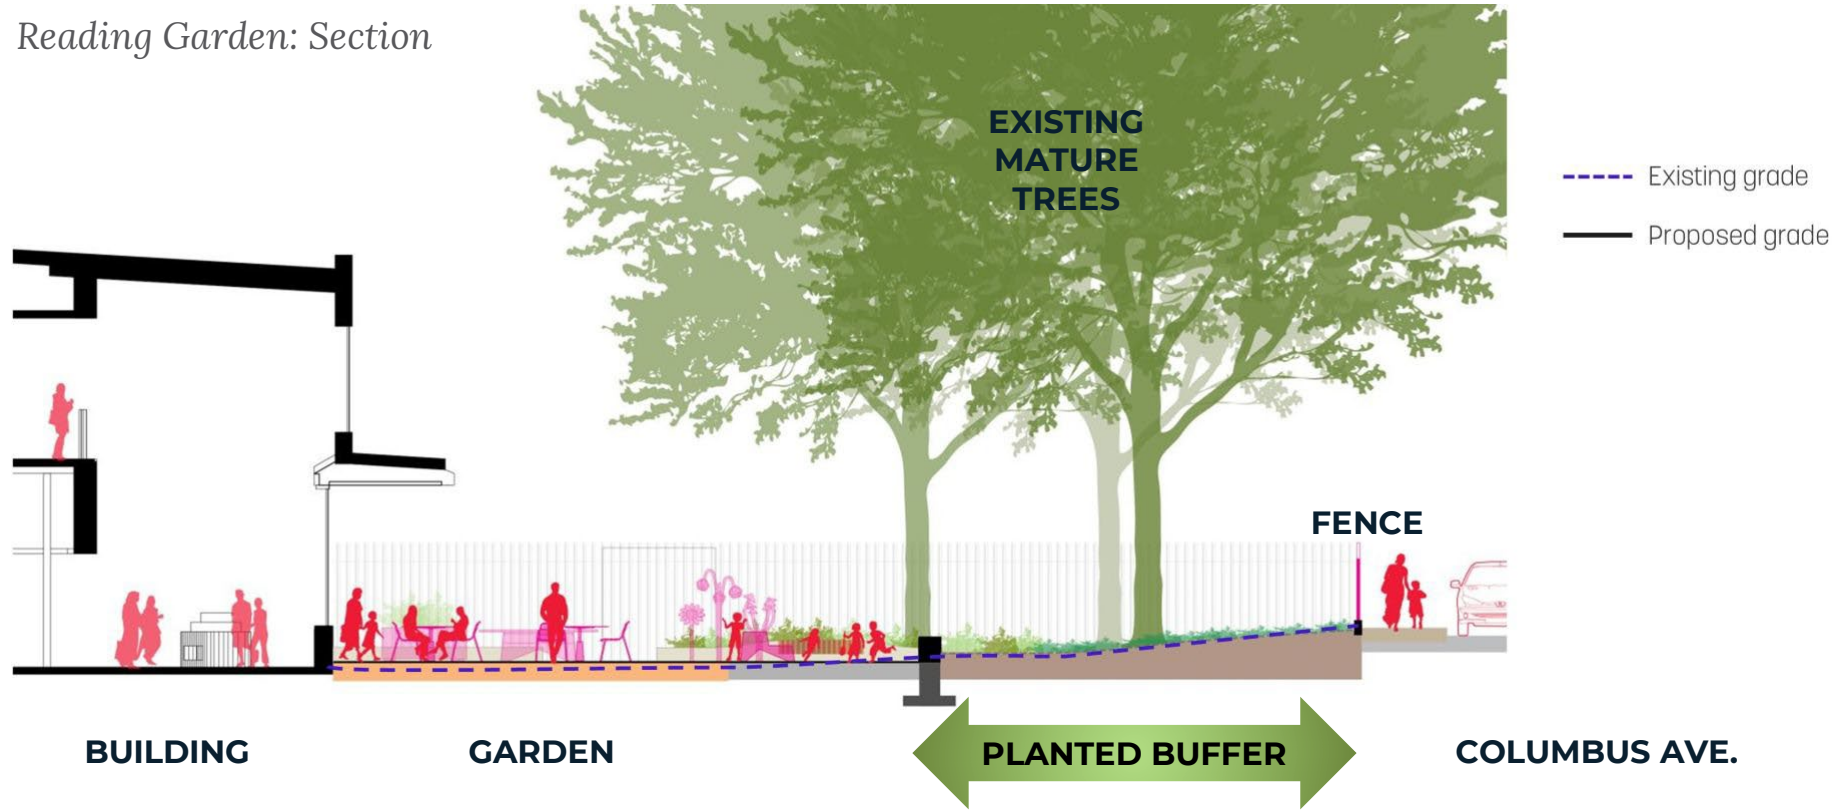 Reading Garden: Section
EXISTING
MATURE
TREES
Existing grade
Proposed grade
FENCE
BUILDING
GARDEN
PLANTED BUFFER
COLUMBUS AVE.